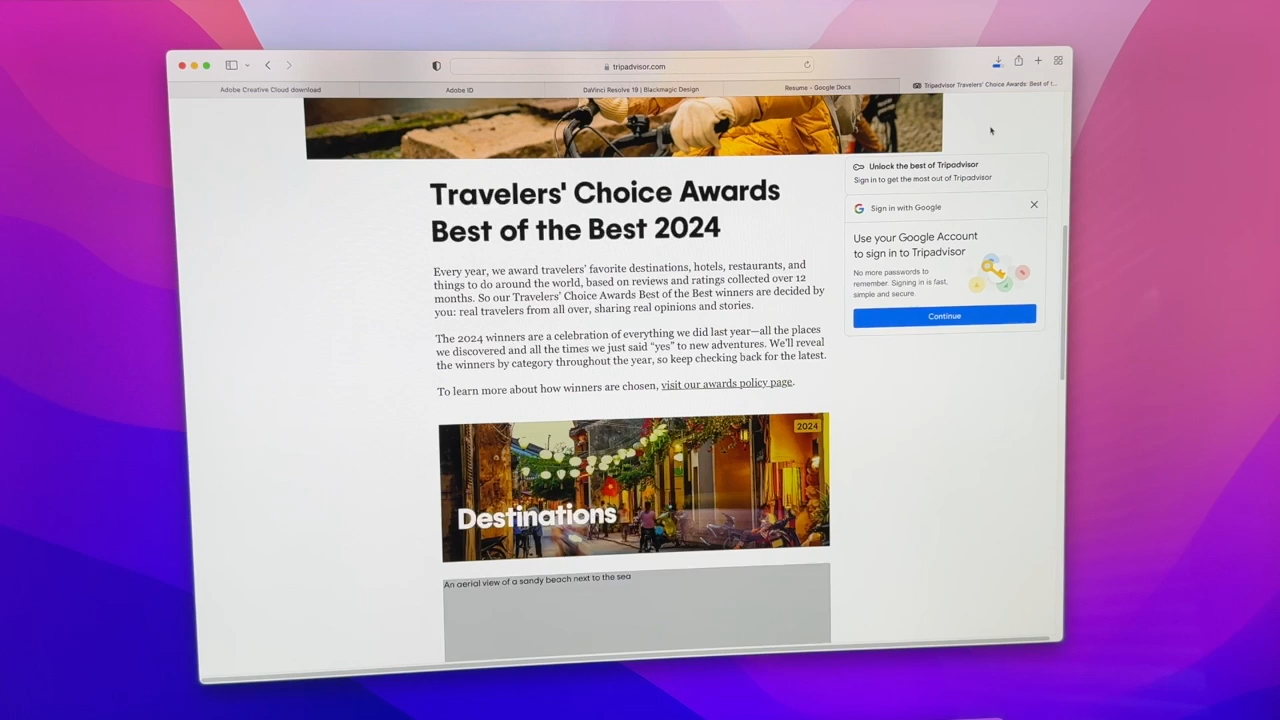 tripadvisor.com
Adobe Creative Cloud download
Adobe ID
DaVinci Resolve 19 | Blackmagic Design
Resume - Google Docs
Tripadvisor Travelers' Choice Awards: Best of t...
Unlock the best of Tripadvisor
Sign in to get the most out of Tripadvisor
Sign in with Google
Use your Google Account
to sign in to Tripadvisor
No more passwords to
remember. Signing in is fast,
simple and secure.
Continue
Travelers' Choice Awards
Best of the Best 2024
Every year, we award travelers' favorite destinations, hotels, restaurants, and
things to do around the world, based on reviews and ratings collected over 12
months. So our Travelers' Choice Awards Best of the Best winners are decided by
you: real travelers from all over, sharing real opinions and stories.
The 2024 winners are a celebration of everything we did last year—all the places
we discovered and all the times we just said “yes” to new adventures. We'll reveal
the winners by category throughout the year, so keep checking back for the latest.
To learn more about how winners are chosen, visit our awards policy page.
2024
Destinations
An aerial view of a sandy beach next to the sea